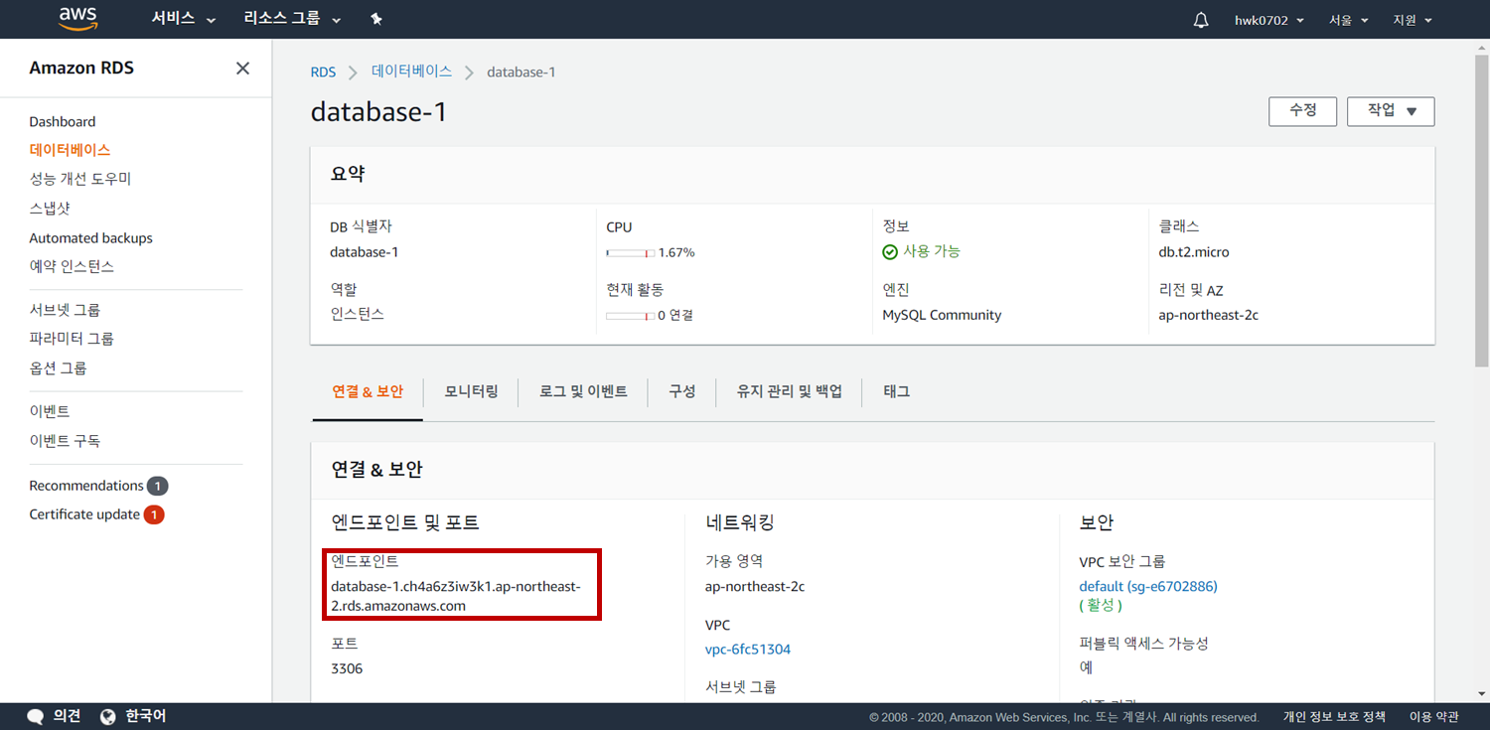 aws 서비스 리소스 그룹 hwk0702 서울 지원
Amazon RDS
Dashboard
데이터베이스
성능 개선 도우미
스냅샷
Automated backups
예약 인스턴스
서브넷 그룹
파라미터 그룹
옵션 그룹
이벤트
이벤트 구독
Recommendations 1
Certificate update 1
RDS 데이터베이스 database-1
database-1
수정 작업
요약
DB 식별자 CPU 정보 클래스
database-1 1.67% 사용 가능 db.t2.micro
역할 현재 활동 엔진 리전 및 AZ
인스턴스 0 연결 MySQL Community ap-northeast-2c
연결 & 보안 모니터링 로그 및 이벤트 구성 유지 관리 및 백업 태그
연결 & 보안
엔드포인트 및 포트
엔드포인트
database-1.ch4a6z3iw3k1.ap-northeast-
2.rds.amazonaws.com
포트
3306
네트워킹
가용 영역
ap-northeast-2c
VPC
vpc-6fc51304
서브넷 그룹
보안
VPC 보안 그룹
default (sg-e6702886)
( 활성 )
퍼블릭 액세스 가능성
예
의견 한국어 © 2008 - 2020, Amazon Web Services, Inc. 또는 계열사. All rights reserved. 개인 정보 보호 정책 이용 약관